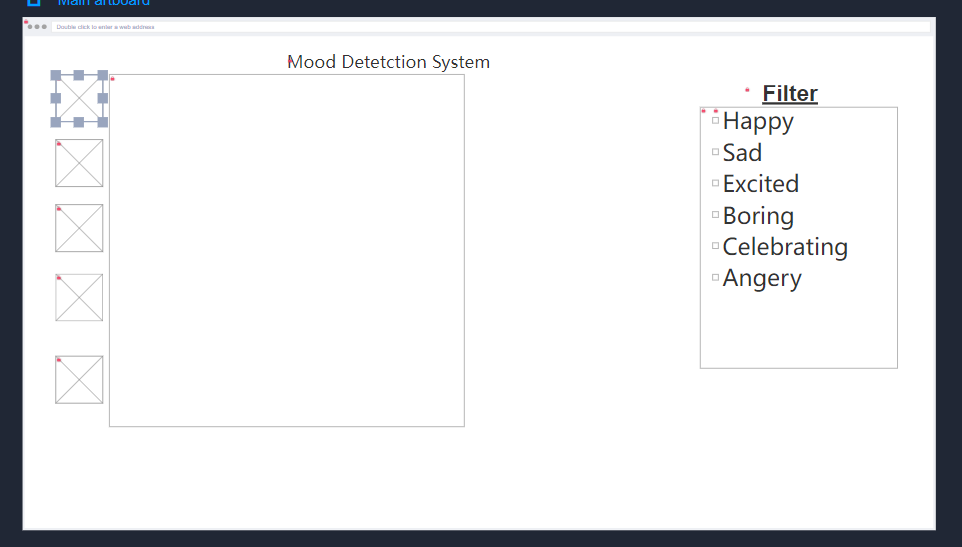 Main artboard
Double click to enter a web address
Mood Detetction System
Filter
Happy
Sad
Excited
Boring
Celebrating
Angery